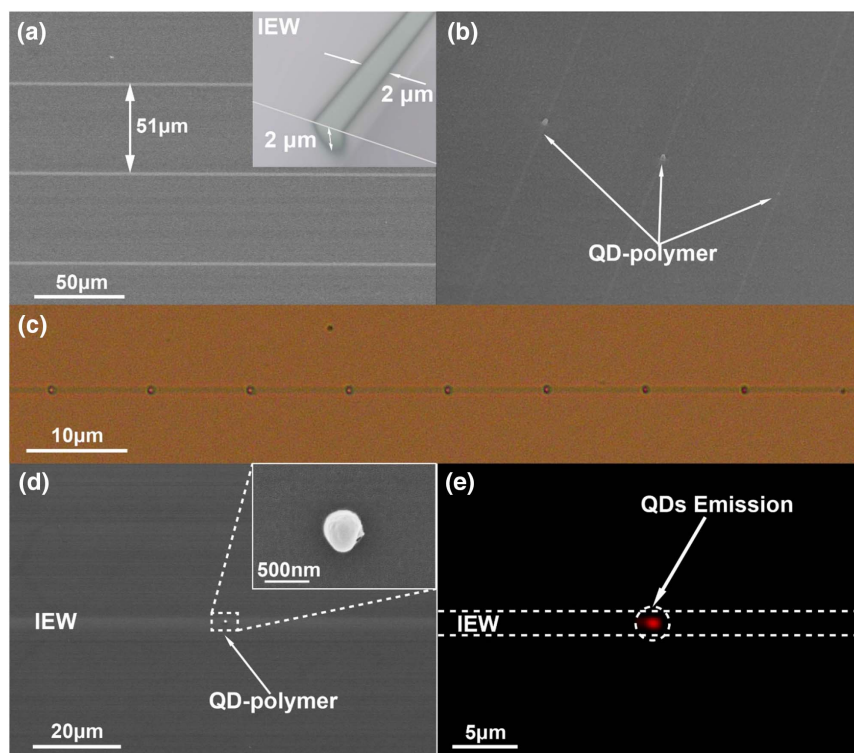 (a)
IEW
2 μm
2 μm
51μm
50μm
(b)
QD-polymer
(c)
10μm
(d)
500nm
IEW
QD-polymer
20μm
(e)
QDs Emission
IEW
5μm